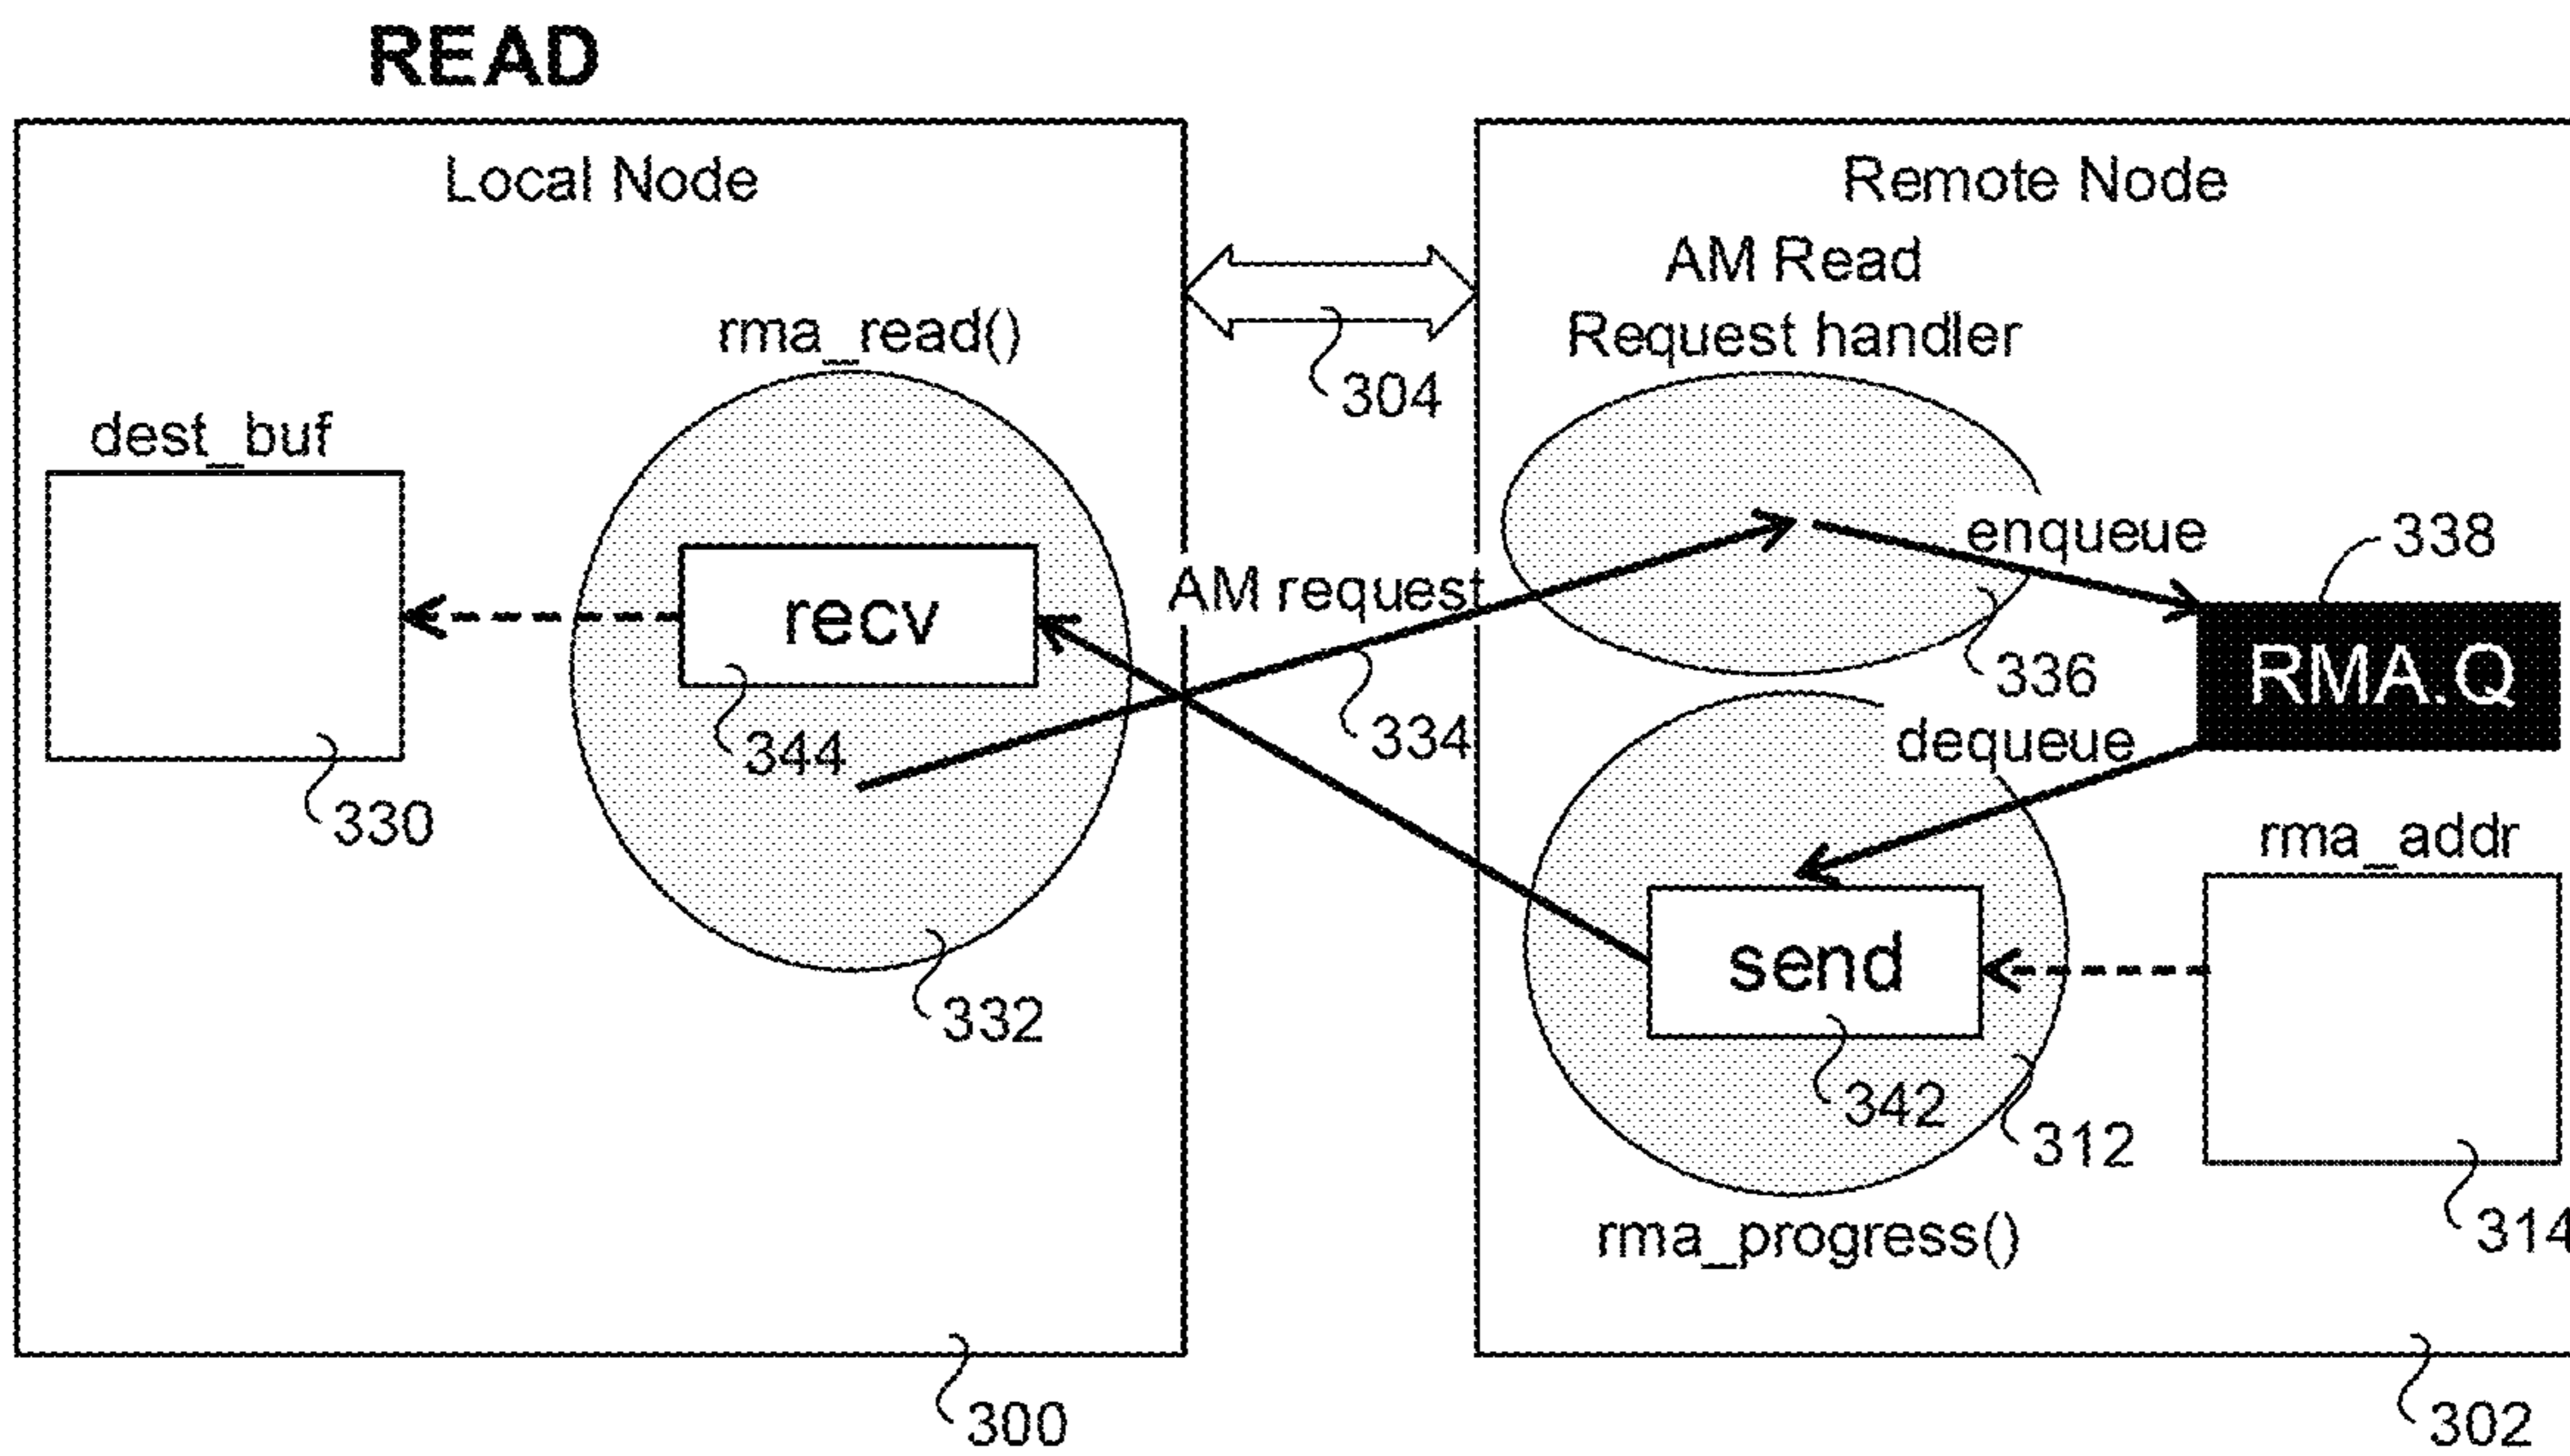 READ
Local Node
Remote Node
AM Read
Request handler
rma_read()
304
dest_buf
enqueue
338
AM request
recv
336
RMA.Q
334
dequeue
344
330
rma_addr
send
332
342
312
314
rma_progress()
300
302